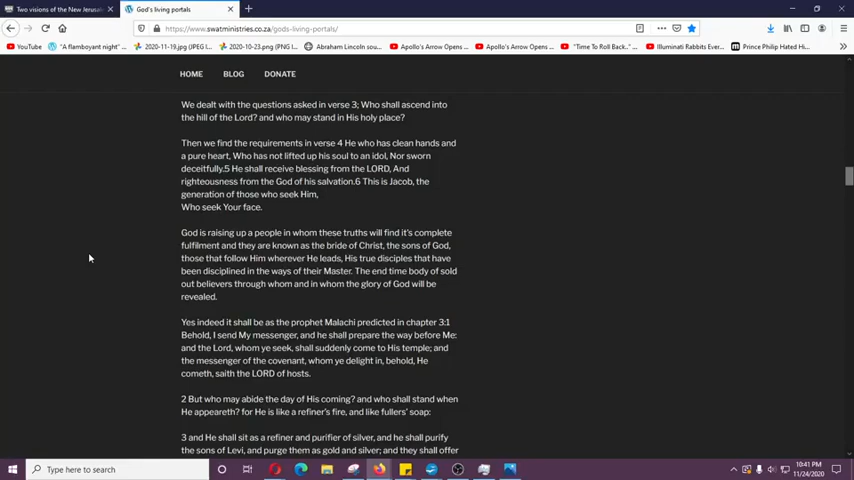 Two visions of the New Jerusale
God's living portals
https://www.swatministries.co.za/gods-living-portals/
YouTube
"A flamboyant night"
2020-11-19.jpg (JPEG I...
2020-10-23.png (PNG I...
Abraham Lincoln sou...
Apollo's Arrow Opens ...
Apollo's Arrow Opens ...
"Time To Roll Back..."
Illuminati Rabbits Ever...
Prince Philip Hated Hi...
HOME BLOG DONATE
We dealt with the questions asked in verse 3; Who shall ascend into
the hill of the Lord? and who may stand in His holy place?
Then we find the requirements in verse 4 He who has clean hands and
a pure heart, Who has not lifted up his soul to an idol, Nor sworn
deceitfully.5 He shall receive blessing from the LORD, And
righteousness from the God of his salvation.6 This is Jacob, the
generation of those who seek Him,
Who seek Your face.
God is raising up a people in whom these truths will find it's complete
fulfilment and they are known as the bride of Christ, the sons of God,
those that follow Him wherever He leads, His true disciples that have
been disciplined in the ways of their Master. The end time body of sold
out believers through whom and in whom the glory of God will be
revealed.
Yes indeed it shall be as the prophet Malachi predicted in chapter 3:1
Behold, I send My messenger, and he shall prepare the way before Me:
and the Lord, whom ye seek, shall suddenly come to His temple; and
the messenger of the covenant, whom ye delight in, behold, He
cometh, saith the LORD of hosts.
2 But who may abide the day of His coming? and who shall stand when
He appeareth? for He is like a refiner's fire, and like fullers' soap:
3 and He shall sit as a refiner and purifier of silver, and he shall purify
the sons of Levi, and purge them as gold and silver; and they shall offer
Type here to search
10:41 PM
11/24/2020